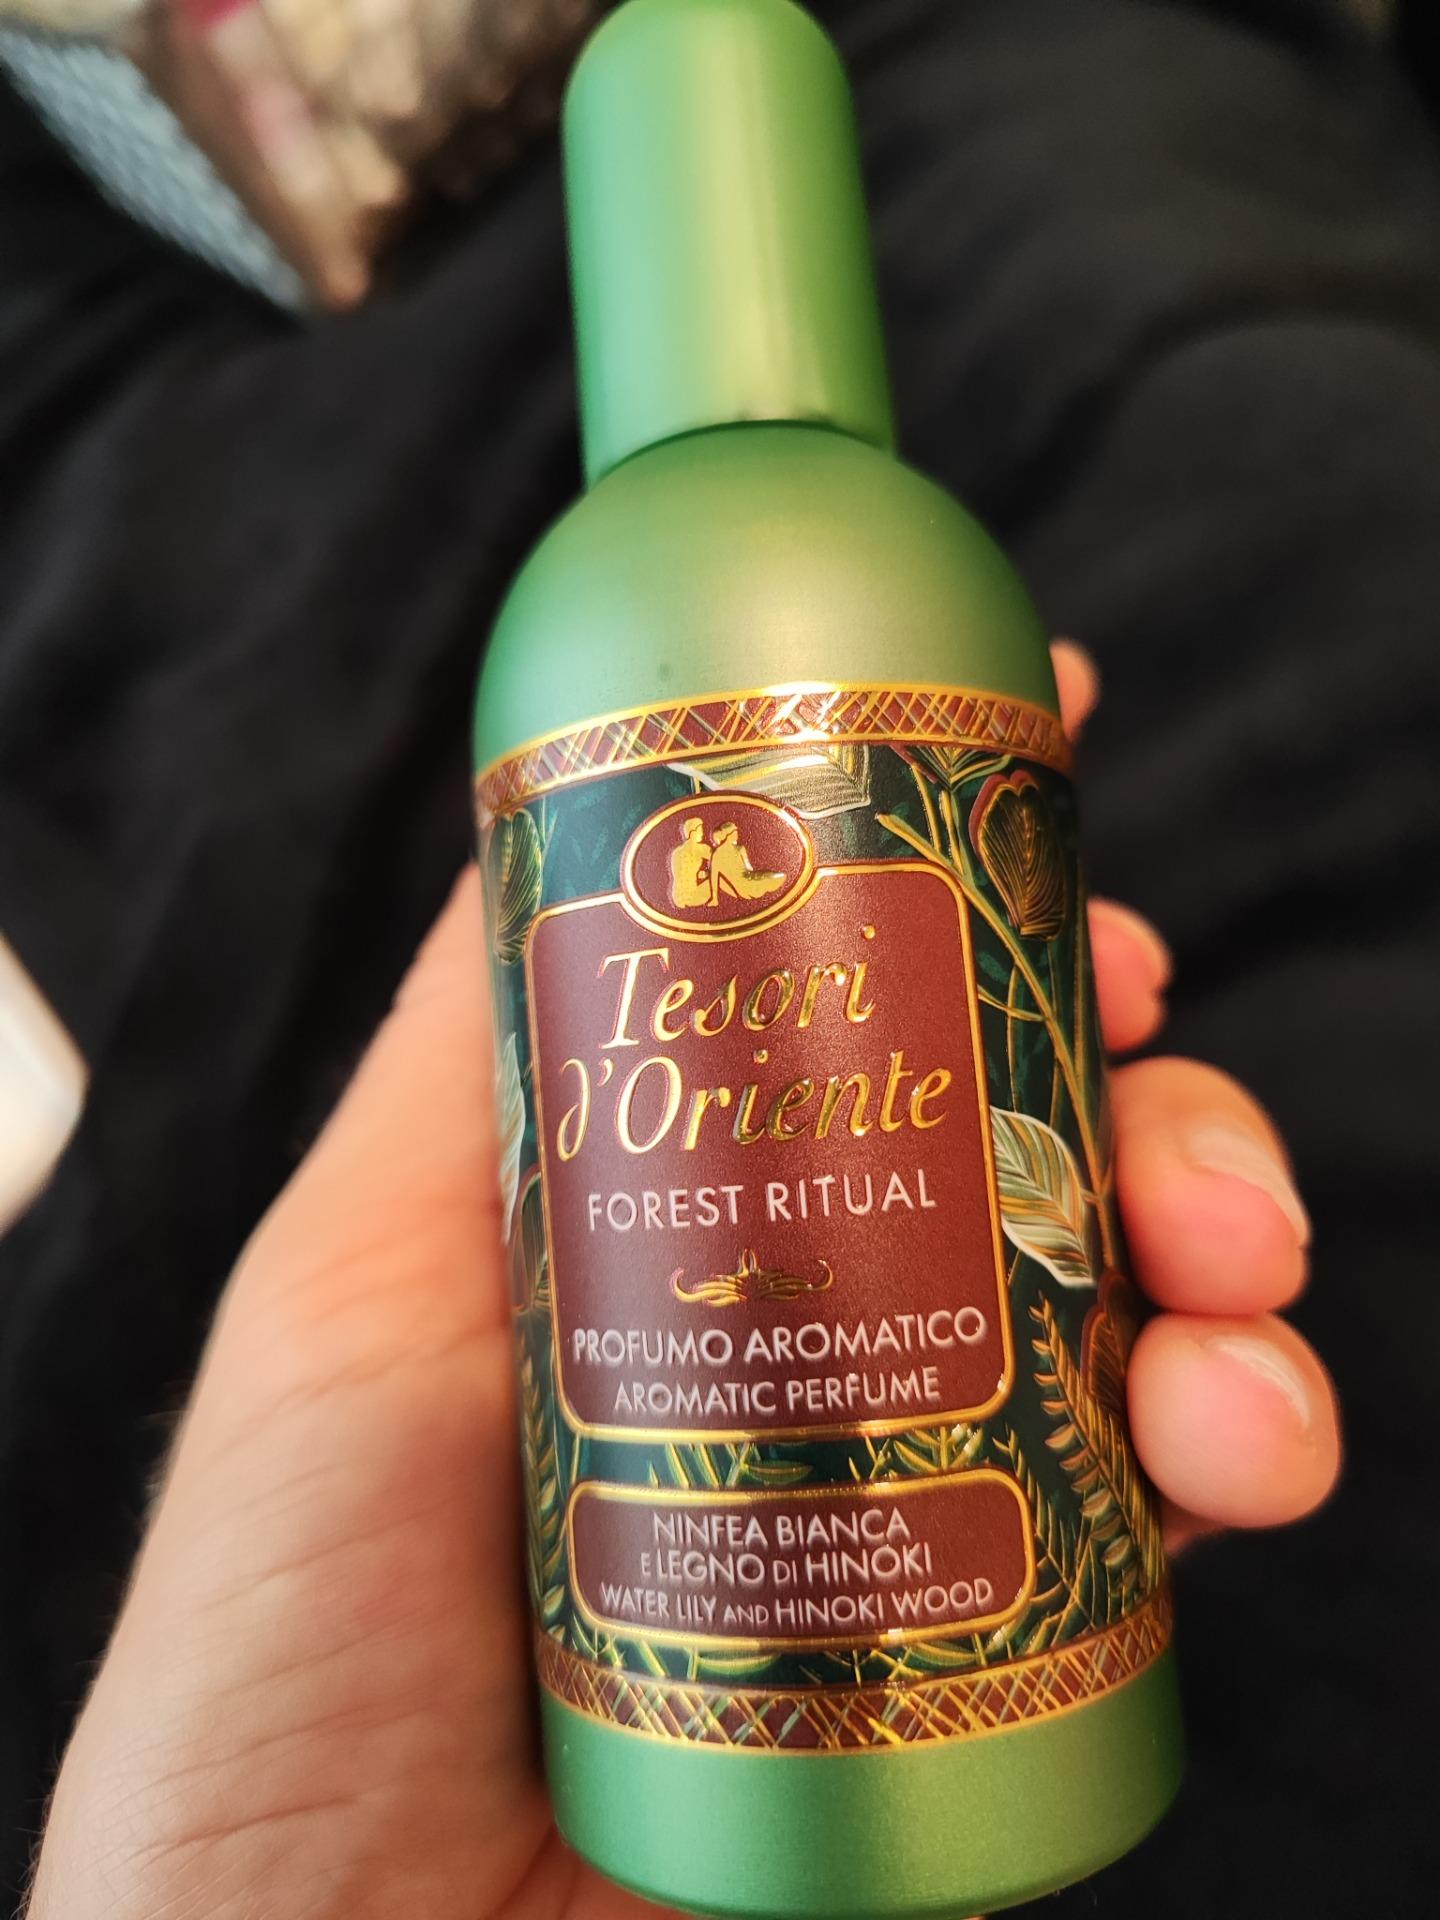 Tesori
d'Oriente
FOREST RITUAL
PROFUMO AROMATICO
AROMATIC PERFUME
NINFEA BIANCA
E LEGNO DI HINOKI
WATER LILY AND HINOKI WOOD